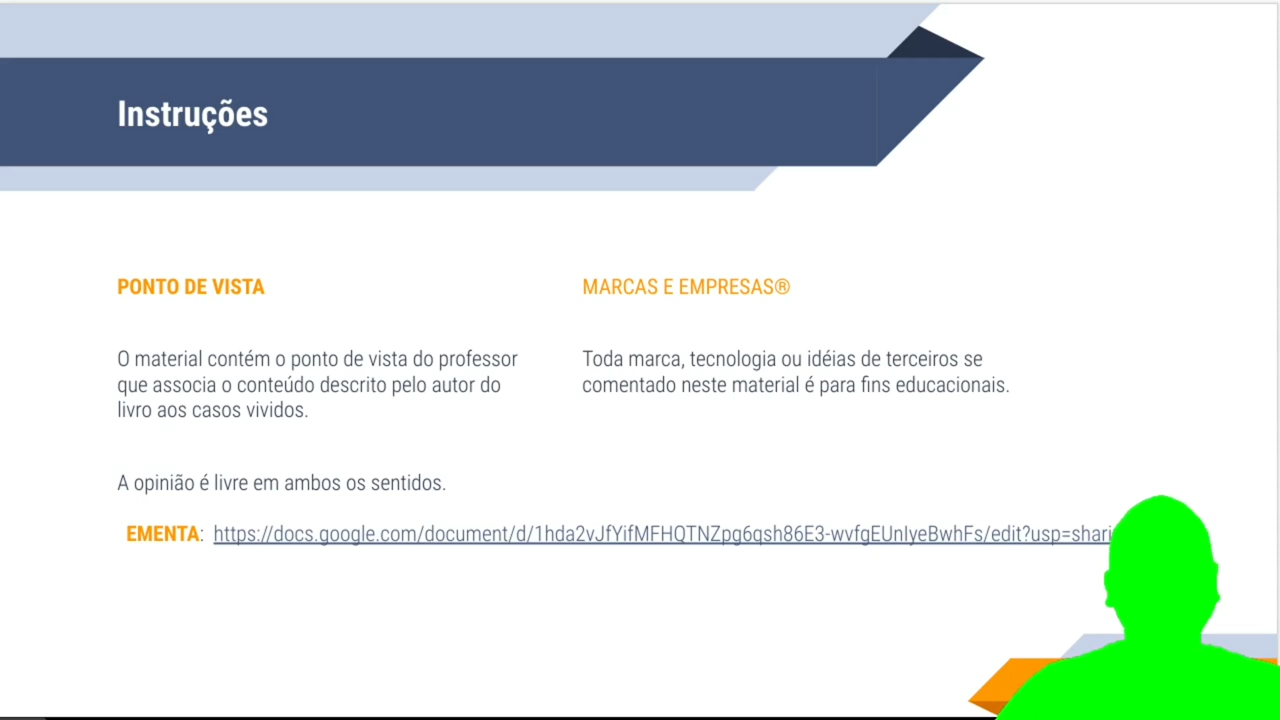 Instruções
PONTO DE VISTA
O material contém o ponto de vista do professor
que associa o conteúdo descrito pelo autor do
livro aos casos vividos.
A opinião é livre em ambos os sentidos.
MARCAS E EMPRESAS®
Toda marca, tecnologia ou idéias de terceiros se
comentado neste material é para fins educacionais.
EMENTA: https://docs.google.com/document/d/1hda2vJfYifMFHQTNZpg6qsh86E3-wvfgEUnIyeBwhFs/edit?usp=shari